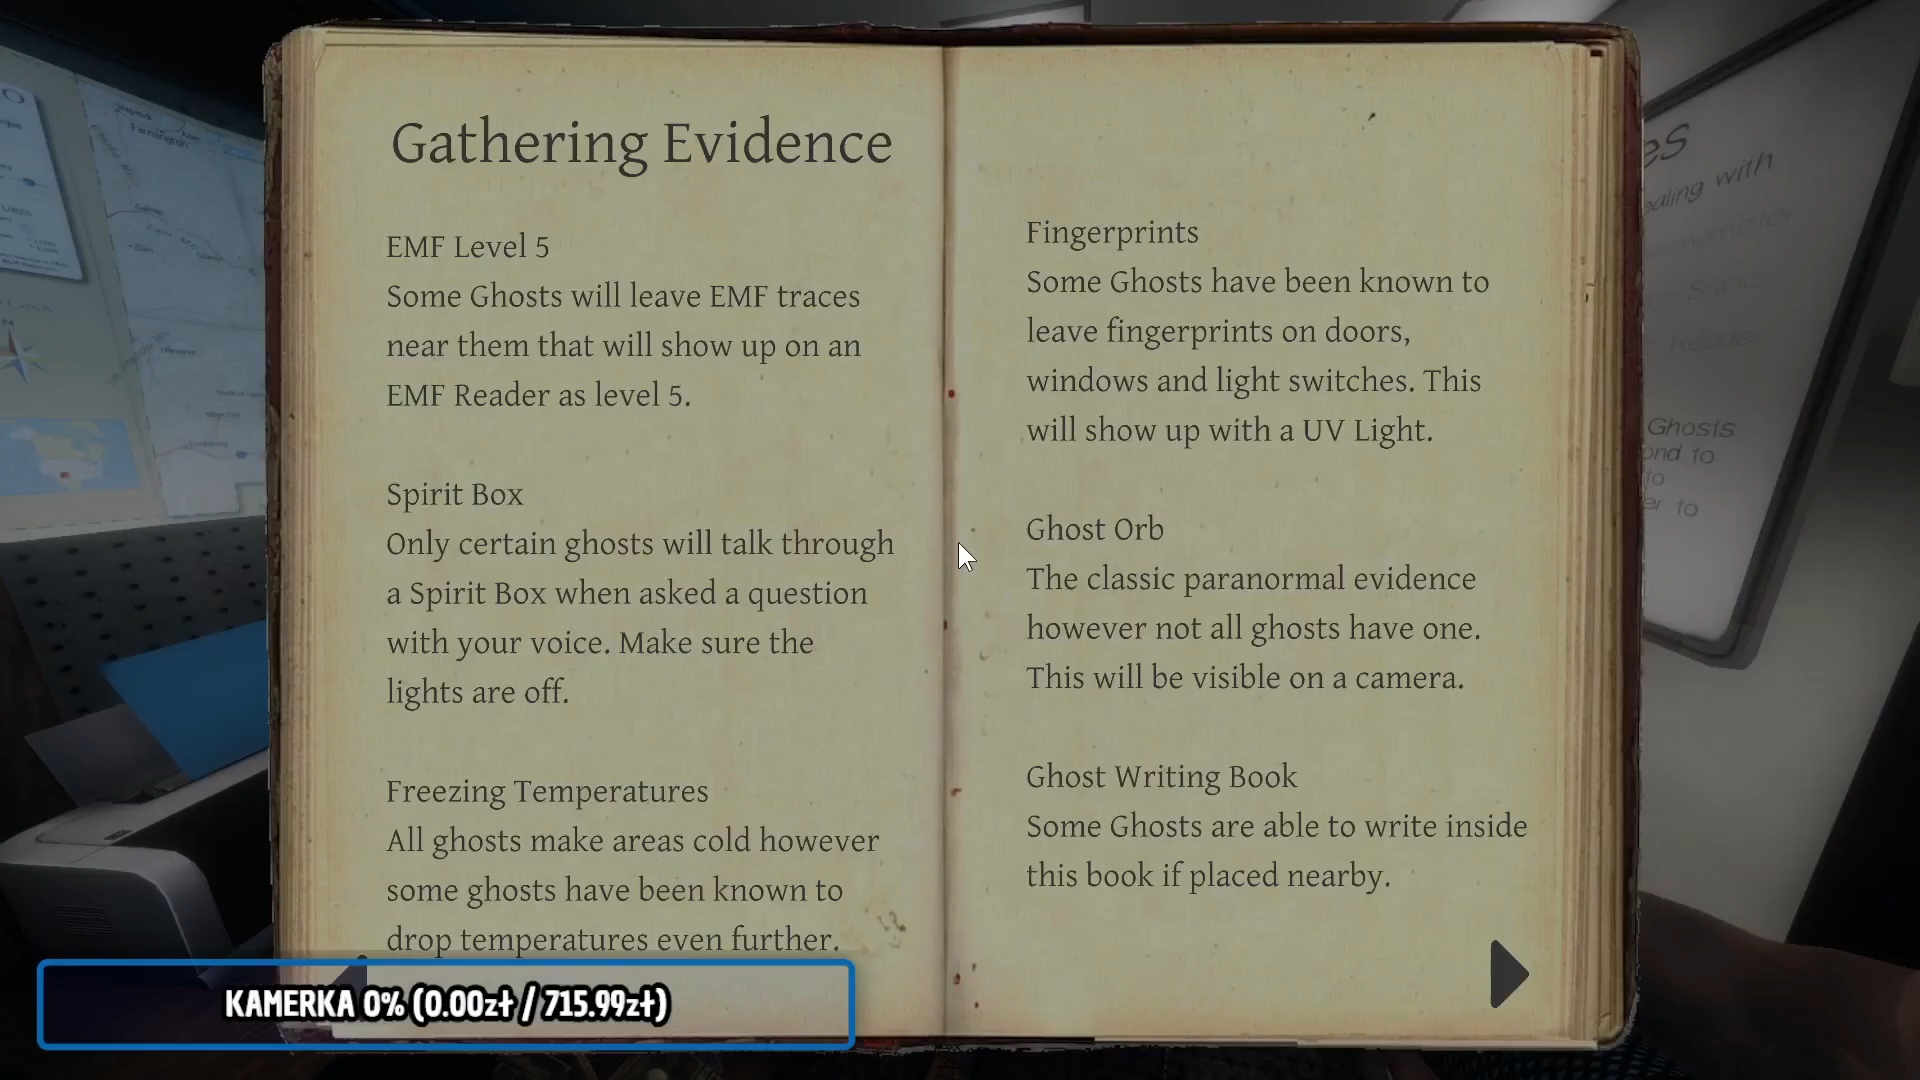 Gathering Evidence
EMF Level 5
Some Ghosts will leave EMF traces
near them that will show up on an
EMF Reader as level 5.
Spirit Box
Only certain ghosts will talk through
a Spirit Box when asked a question
with your voice. Make sure the
lights are off.
Freezing Temperatures
All ghosts make areas cold however
some ghosts have been known to
drop temperatures even further.
Fingerprints
Some Ghosts have been known to
leave fingerprints on doors,
windows and light switches. This
will show up with a UV Light.
Ghost Orb
The classic paranormal evidence
however not all ghosts have one.
This will be visible on a camera.
Ghost Writing Book
Some Ghosts are able to write inside
this book if placed nearby.
with
Ghosts
to
to
KAMERKA 0% (0.00zł / 715.99zł)